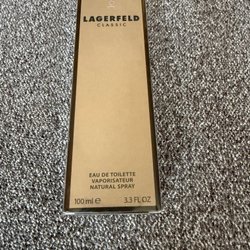 LAGERFELD
CLASSIC
EAU DE TOILETTE
VAPORISATEUR
NATURAL SPRAY
100 ml e 3.3 FL.OZ